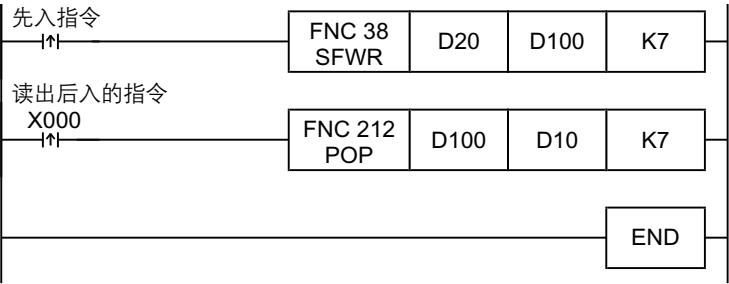 先入指令
FNC 38
SFWR
D20
D100
K7
读出后入的指令
X000
FNC 212
POP
D100
D10
K7
END